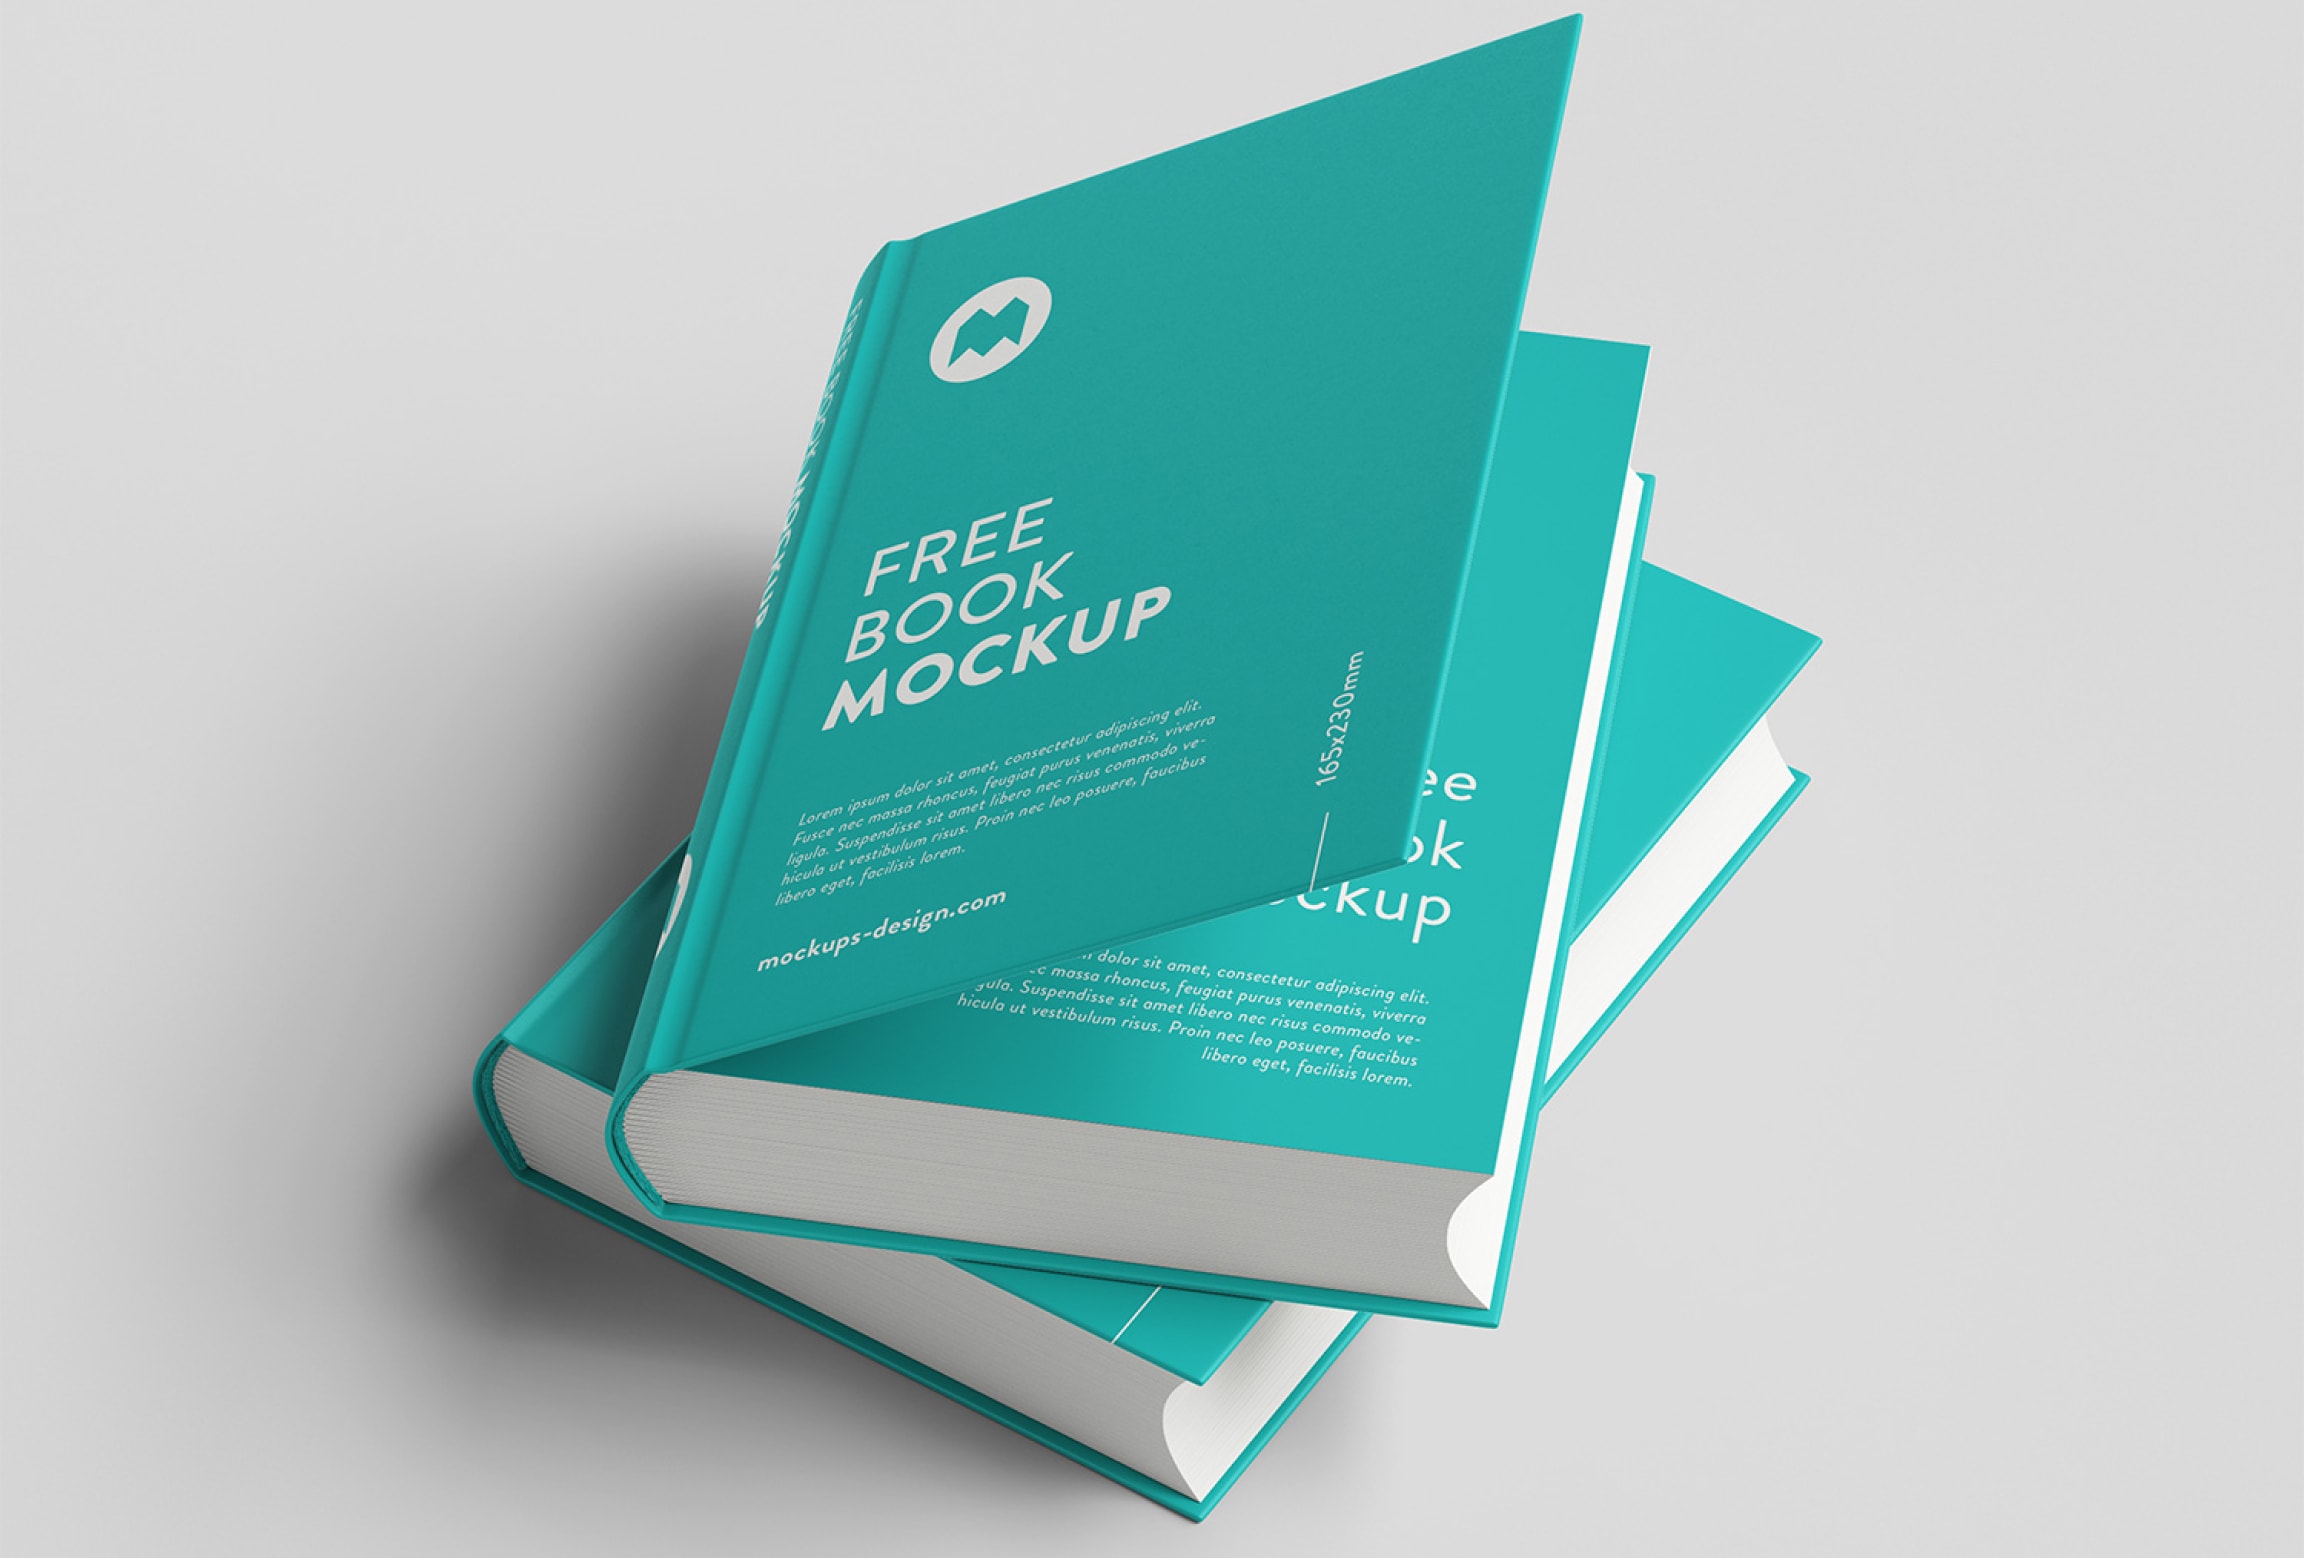 FREE BOOK MOCKUP
FREE
BOOK
MOCKUP
Lorem ipsum dolor sit amet, consectetur adipiscing elit.
Fusce nec massa rhoncus, feugiat purus venenatis, viverra
ligula. Suspendisse sit amet libero nec risus commodo ve-
hicula ut vestibulum risus. Proin nec leo posuere, faucibus
libero eget, facilisis lorem.
mockups-design.com
165x230mm
dolor sit amet, consectetur adipiscing elit.
massa rhoncus, feugiat purus venenatis, viverra
Suspendisse sit amet libero nec risus commodo ve-
hicula ut vestibulum risus. Proin nec leo posuere, faucibus
libero eget, facilisis lorem.